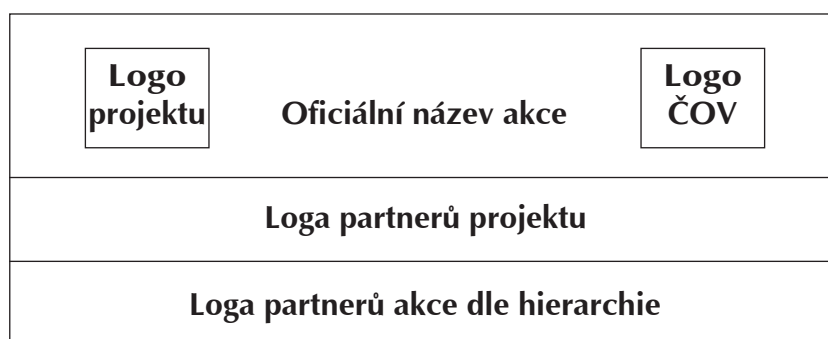 Logo
projektu
Oficiální název akce
Logo
ČOV
Loga partnerů projektu
Loga partnerů akce dle hierarchie